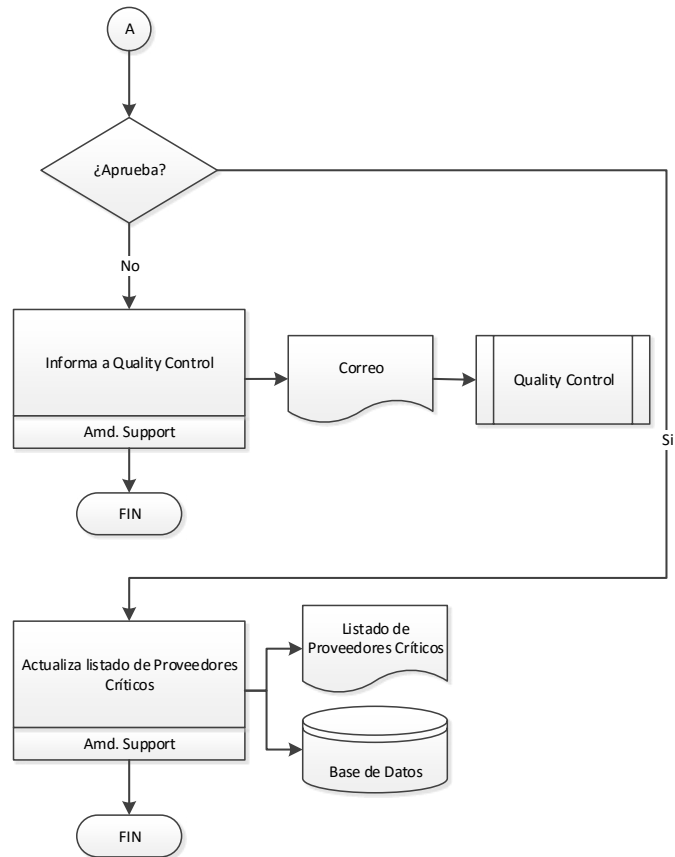 A
¿Aprueba?
No
Informa a Quality Control
Amd. Support
Correo
Quality Control
Si
FIN
Actualiza listado de Proveedores
Críticos
Amd. Support
Listado de
Proveedores Críticos
Base de Datos
FIN